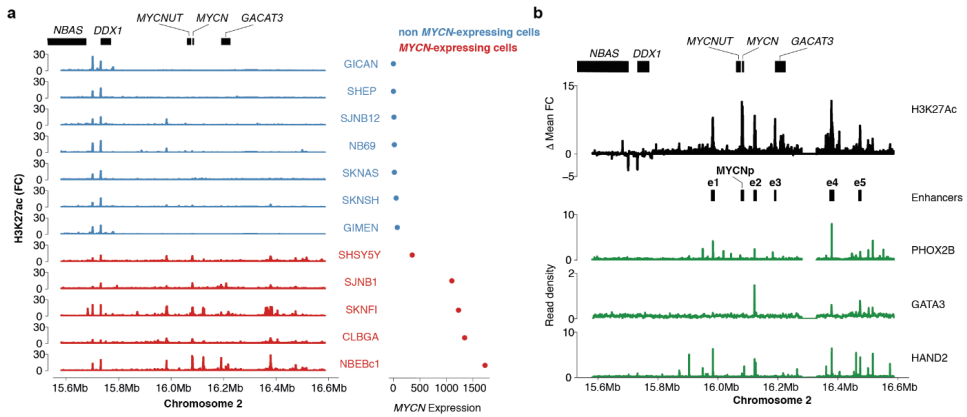 a
MYCNUT MYCN GACAT3
NBAS DDX1
non MYCN-expressing cells
MYCN-expressing cells
H3K27ac (FC)
30
0
GICAN
30
0
SHEP
30
0
SJNB12
30
0
NB69
30
0
SKNAS
30
0
SKNSH
30
0
GIMEN
30
0
SHSY5Y
30
0
SJNB1
30
0
SKNFI
30
0
CLBGA
30
0
NBEBc1
15.6Mb 15.8Mb 16.0Mb 16.2Mb 16.4Mb 16.6Mb
Chromosome 2
0 500 1000 1500
MYCN Expression
b
MYCNUT MYCN GACAT3
NBAS DDX1
15
0
−5
Δ Mean FC
H3K27Ac
MYCNp
e1 e2 e3 e4 e5
Enhancers
Read density
10
0
PHOX2B
2
0
GATA3
10
0
HAND2
15.6Mb 15.8Mb 16.0Mb 16.2Mb 16.4Mb 16.6Mb
Chromosome 2